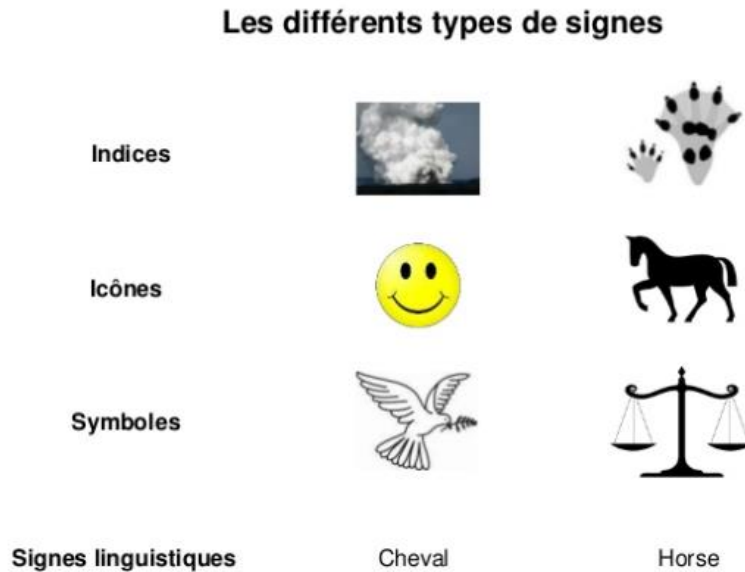 Les différents types de signes
Indices
Icônes
Symboles
Signes linguistiques Cheval Horse